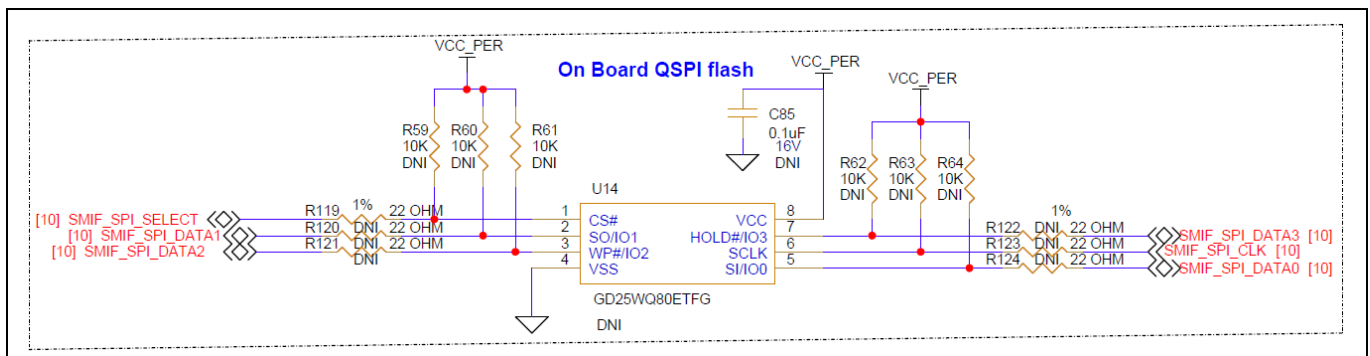 VCC_PER
On Board QSPI flash
VCC_PER
VCC_PER
R59
10K
DNI
R60
10K
DNI
R61
10K
DNI
C85
0.1uF
16V
DNI
R62
10K
DNI
R63
10K
DNI
R64
10K
DNI
U14
[10] SMIF_SPI_SELECT
R119 1% 22 OHM
[10] SMIF_SPI_DATA1
R120 DNI 22 OHM
[10] SMIF_SPI_DATA2
R121 DNI 22 OHM
DNI
1 CS#
2 SO/IO1
3 WP#/IO2
4 VSS
VCC 8
HOLD#/IO3 7
SCLK 6
SI/IO0 5
1%
R122 DNI 22 OHM
SMIF_SPI_DATA3 [10]
R123 DNI 22 OHM
SMIF_SPI_CLK [10]
R124 DNI 22 OHM
SMIF_SPI_DATA0 [10]
GD25WQ80ETFG
DNI